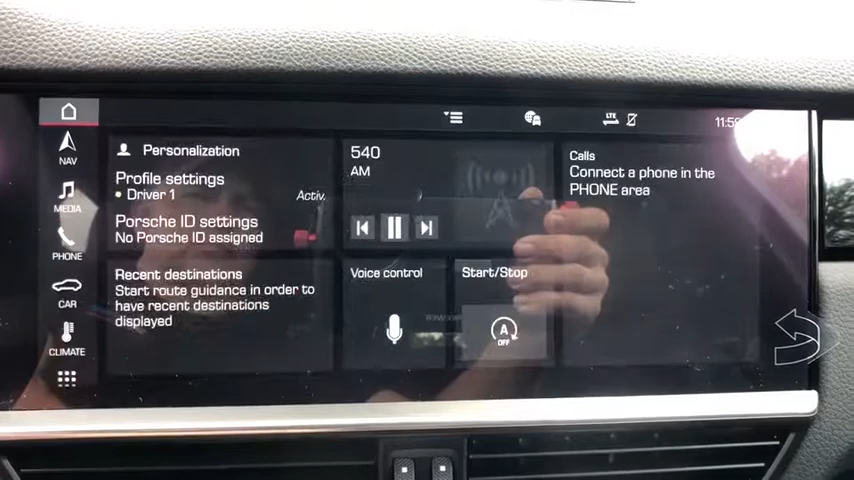 LTE
11:59
NAV
MEDIA
PHONE
CAR
CLIMATE
Personalization
Profile settings
Driver 1
Activ.
Porsche ID settings
No Porsche ID assigned
Recent destinations
Start route guidance in order to
have recent destinations
displayed
540
AM
Voice control
Start/Stop
A
OFF
Calls
Connect a phone in the
PHONE area